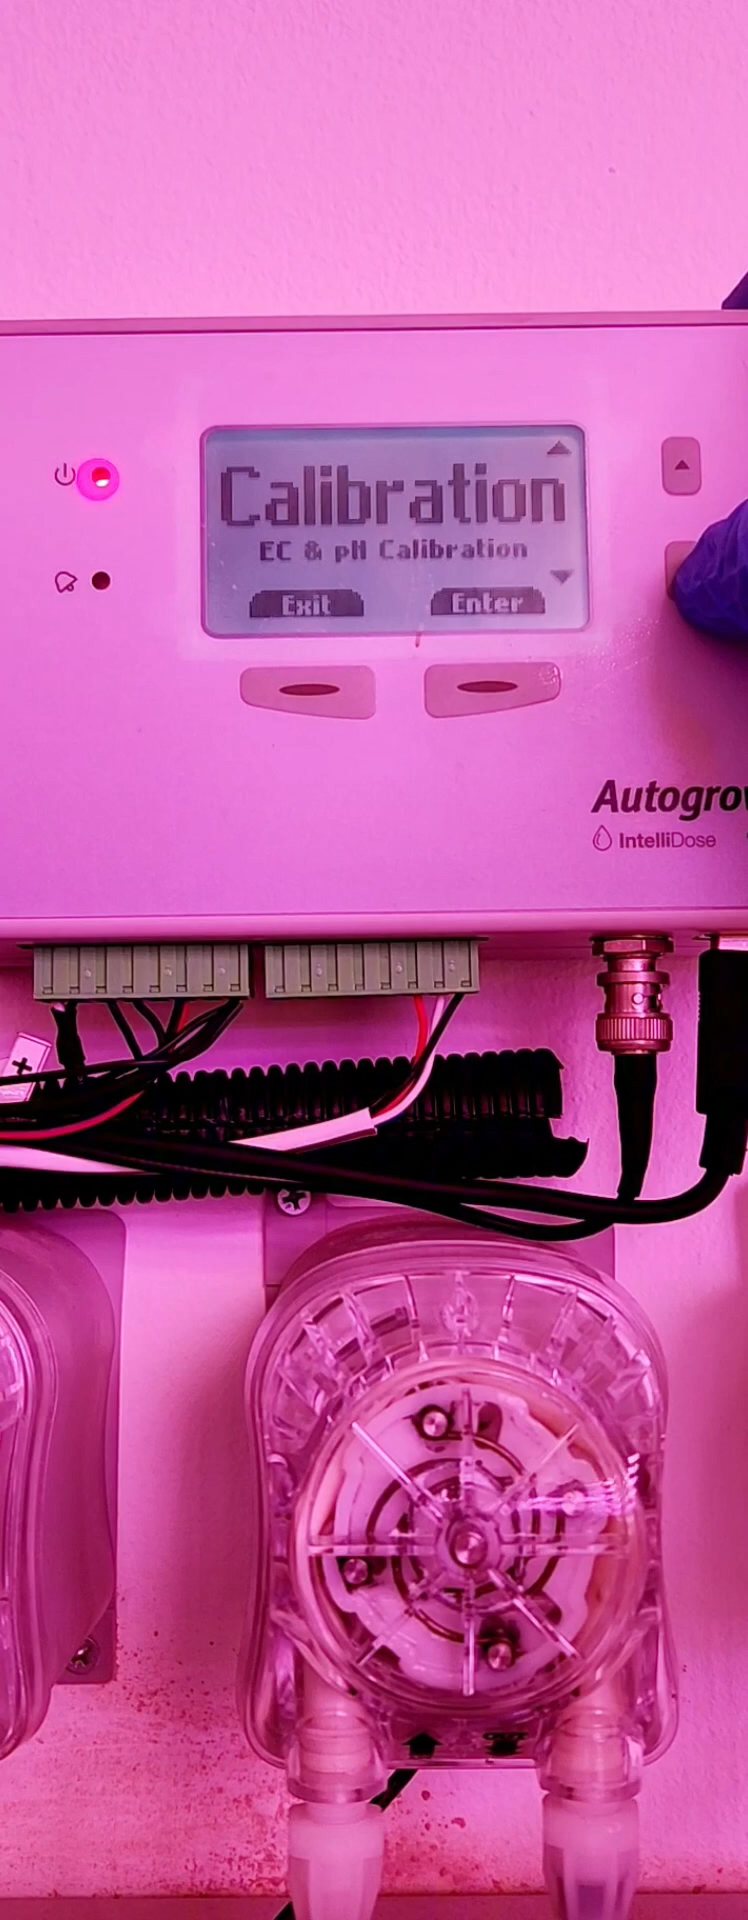 Calibration
EC & pH Calibration
Exit Enter
Autogrow
IntelliDose
+